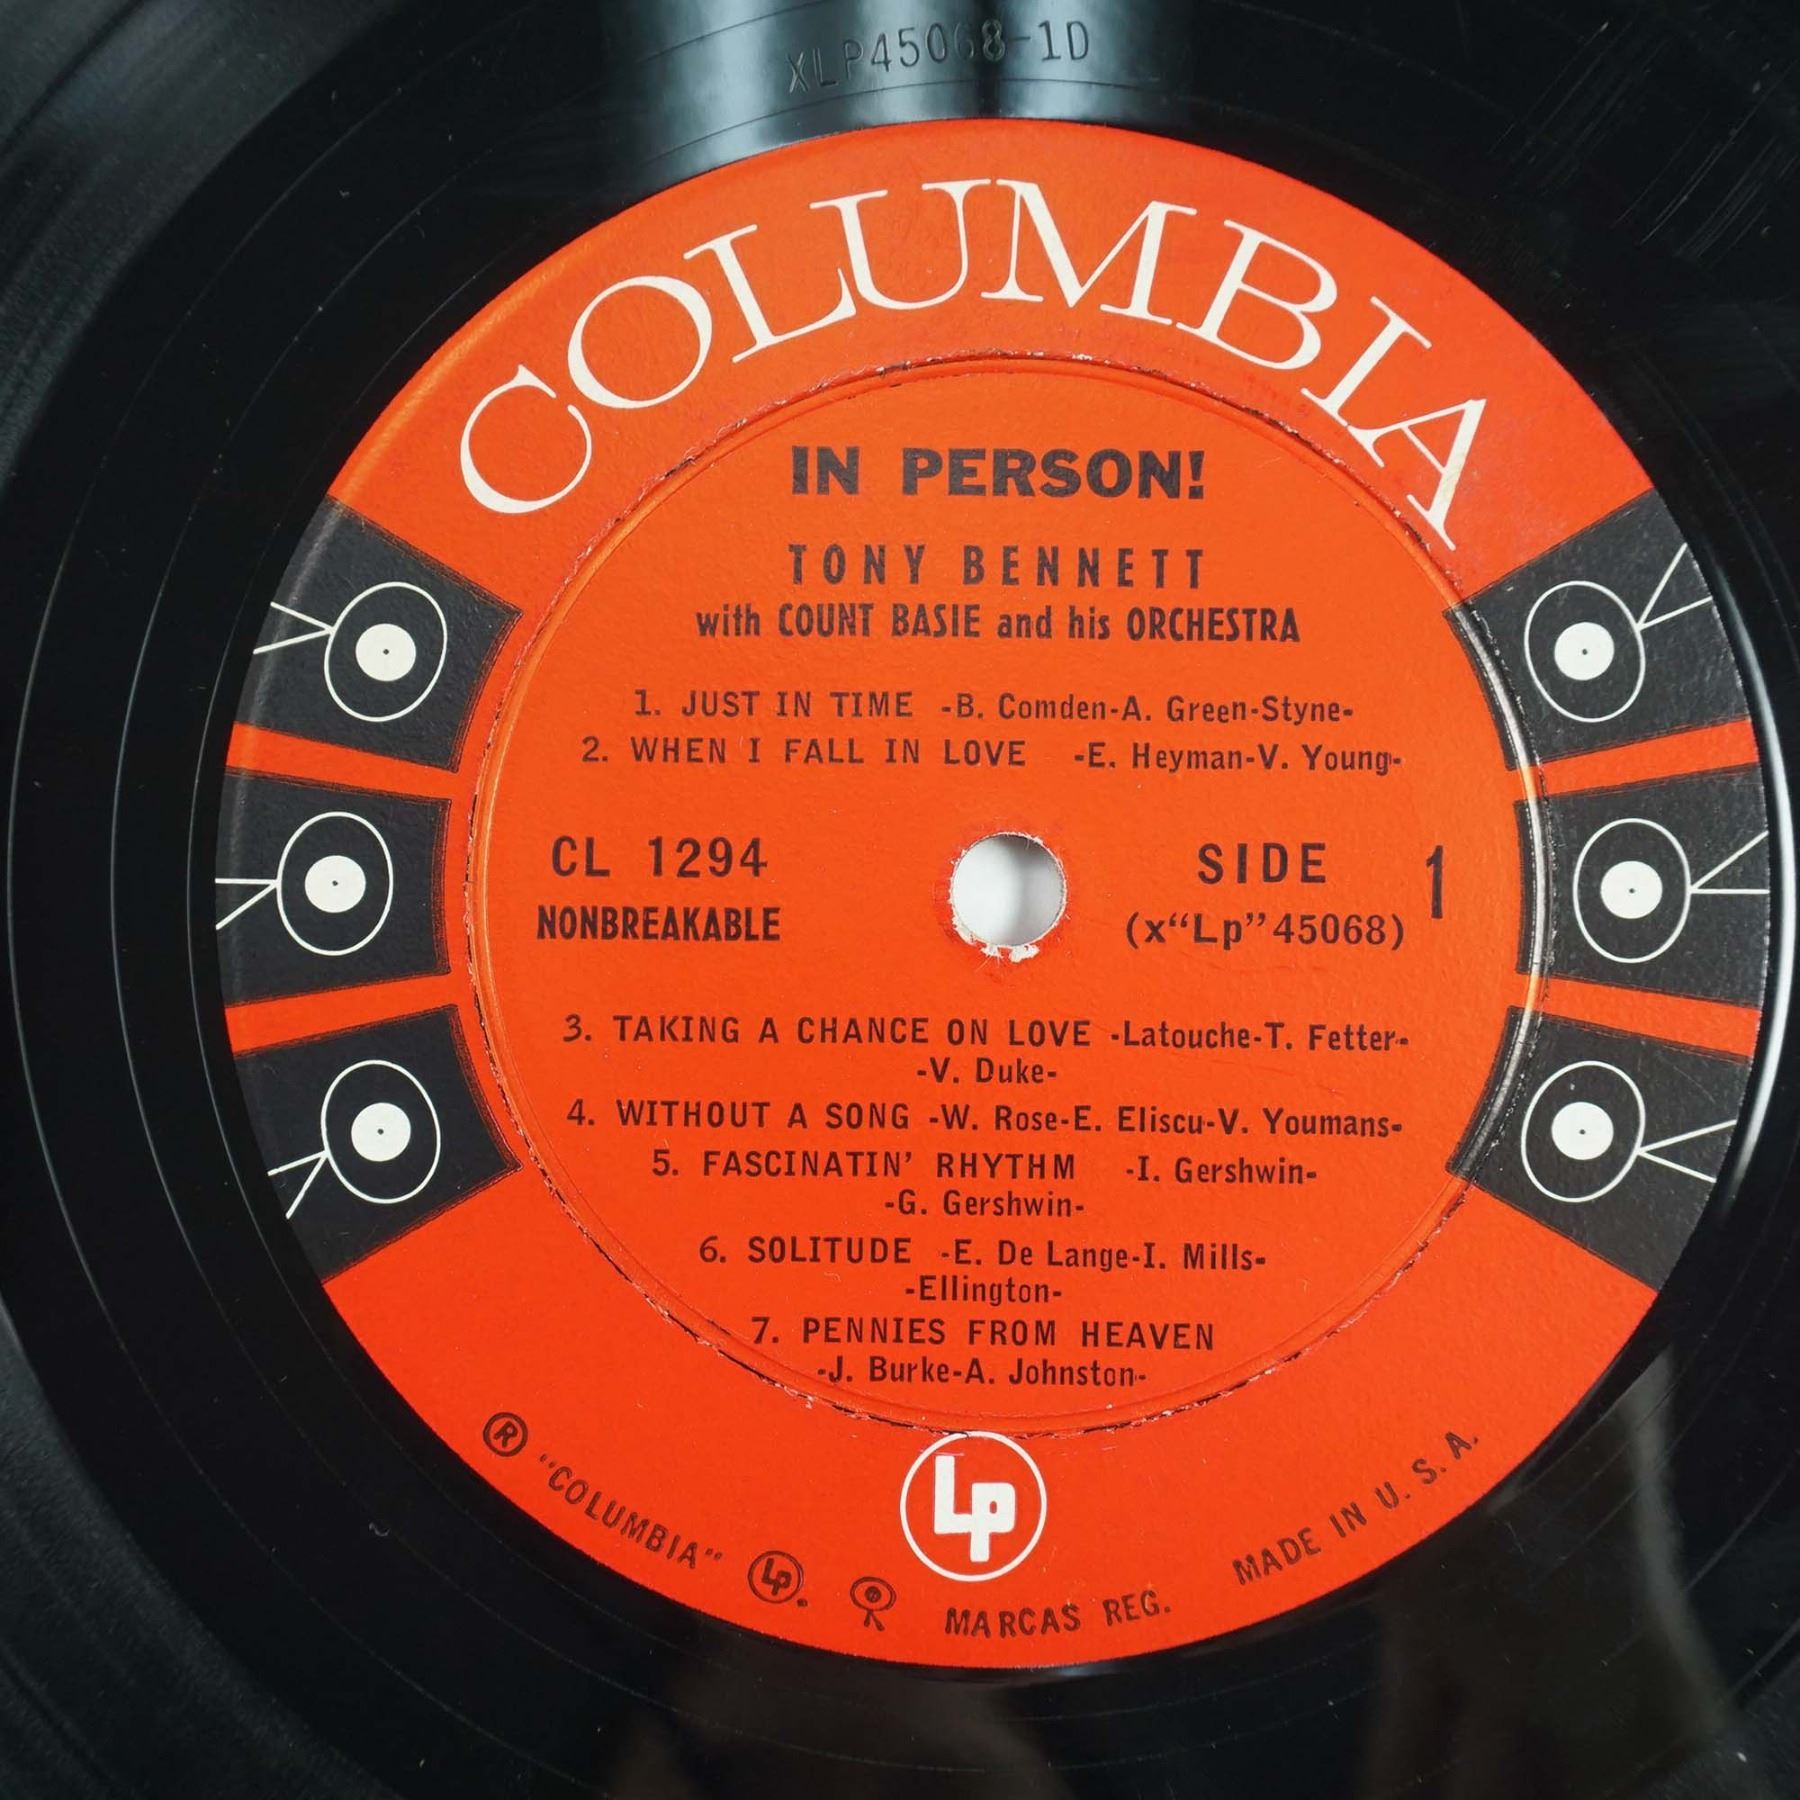 XLP45068-1D
COLUMBIA
IN PERSON!
TONY BENNETT
with COUNT BASIE and his ORCHESTRA
1. JUST IN TIME -B. Comden-A. Green-Styne-
2. WHEN I FALL IN LOVE -E. Heyman-V. Young-
CL 1294
NONBREAKABLE
SIDE 1
(x“Lp”45068)
3. TAKING A CHANCE ON LOVE -Latouche-T. Fetter-
-V. Duke-
4. WITHOUT A SONG -W. Rose-E. Eliscu-V. Youmans-
5. FASCINATIN’ RHYTHM -I. Gershwin-
-G. Gershwin-
6. SOLITUDE -E. De Lange-I. Mills-
-Ellington-
7. PENNIES FROM HEAVEN
-J. Burke-A. Johnston-
Lp
® "COLUMBIA" Lp. MARCAS REG. MADE IN U. S. A.